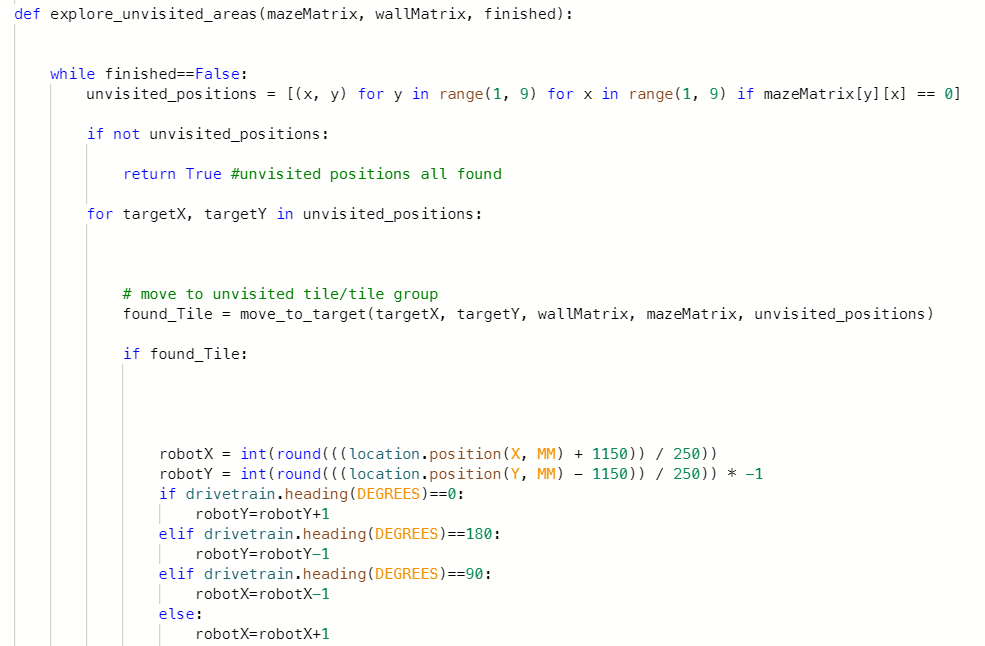 def explore_unvisited_areas(mazeMatrix, wallMatrix, finished):
while finished==False:
unvisited_positions = [(x, y) for y in range(1, 9) for x in range(1, 9) if mazeMatrix[y][x] == 0]
if not unvisited_positions:
return True #unvisited positions all found
for targetX, targetY in unvisited_positions:
# move to unvisited tile/tile group
found_Tile = move_to_target(targetX, targetY, wallMatrix, mazeMatrix, unvisited_positions)
if found_Tile:
robotX = int(round(((location.position(X, MM) + 1150)) / 250))
robotY = int(round(((location.position(Y, MM) − 1150)) / 250)) * −1
if drivetrain.heading(DEGREES)==0:
robotY=robotY+1
elif drivetrain.heading(DEGREES)==180:
robotY=robotY−1
elif drivetrain.heading(DEGREES)==90:
robotX=robotX−1
else:
robotX=robotX+1